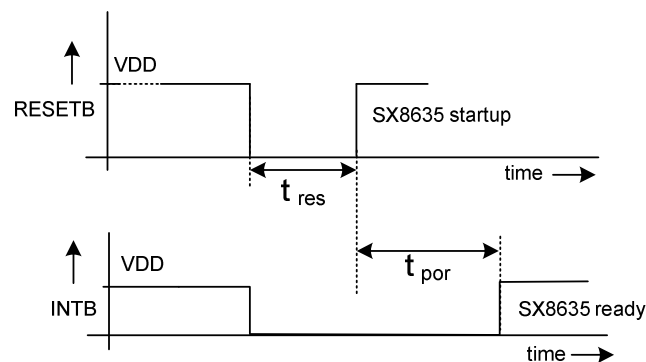 VDD
RESETB
SX8635 startup
time
t res
VDD
t por
INTB
SX8635 ready
time